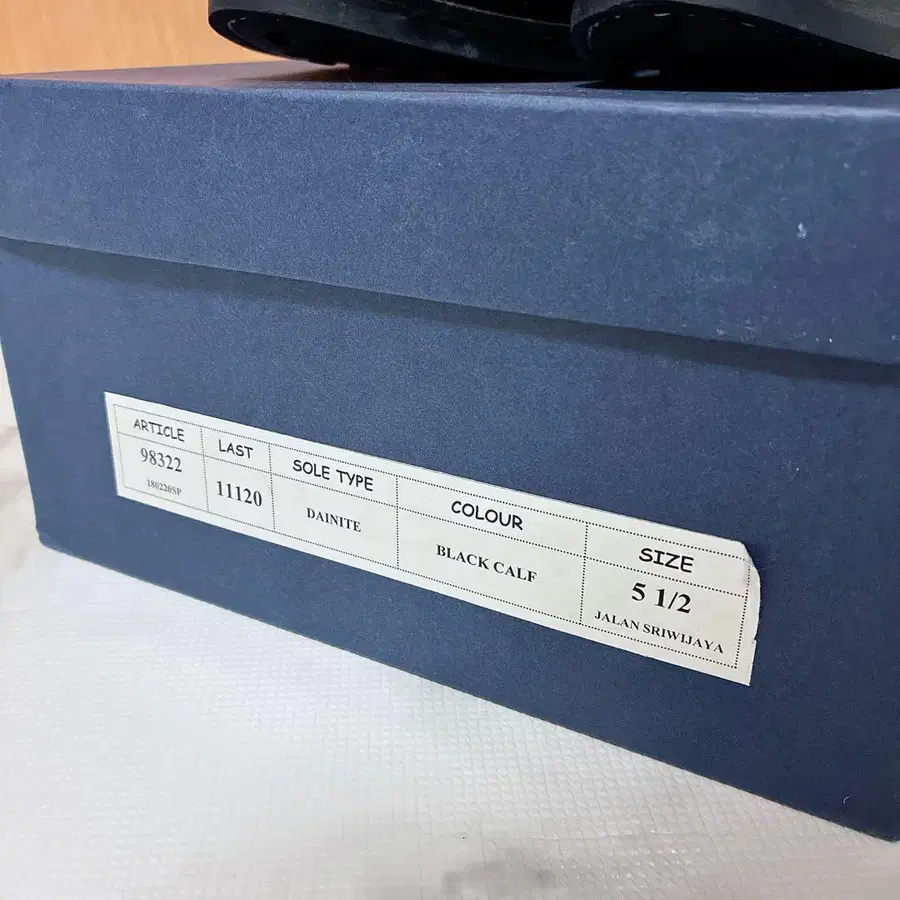 ARTICLE LAST SOLE TYPE COLOUR SIZE
98322 11120 DAINITE BLACK CALF 5 1/2
180220SP JALAN SRIWIJAYA